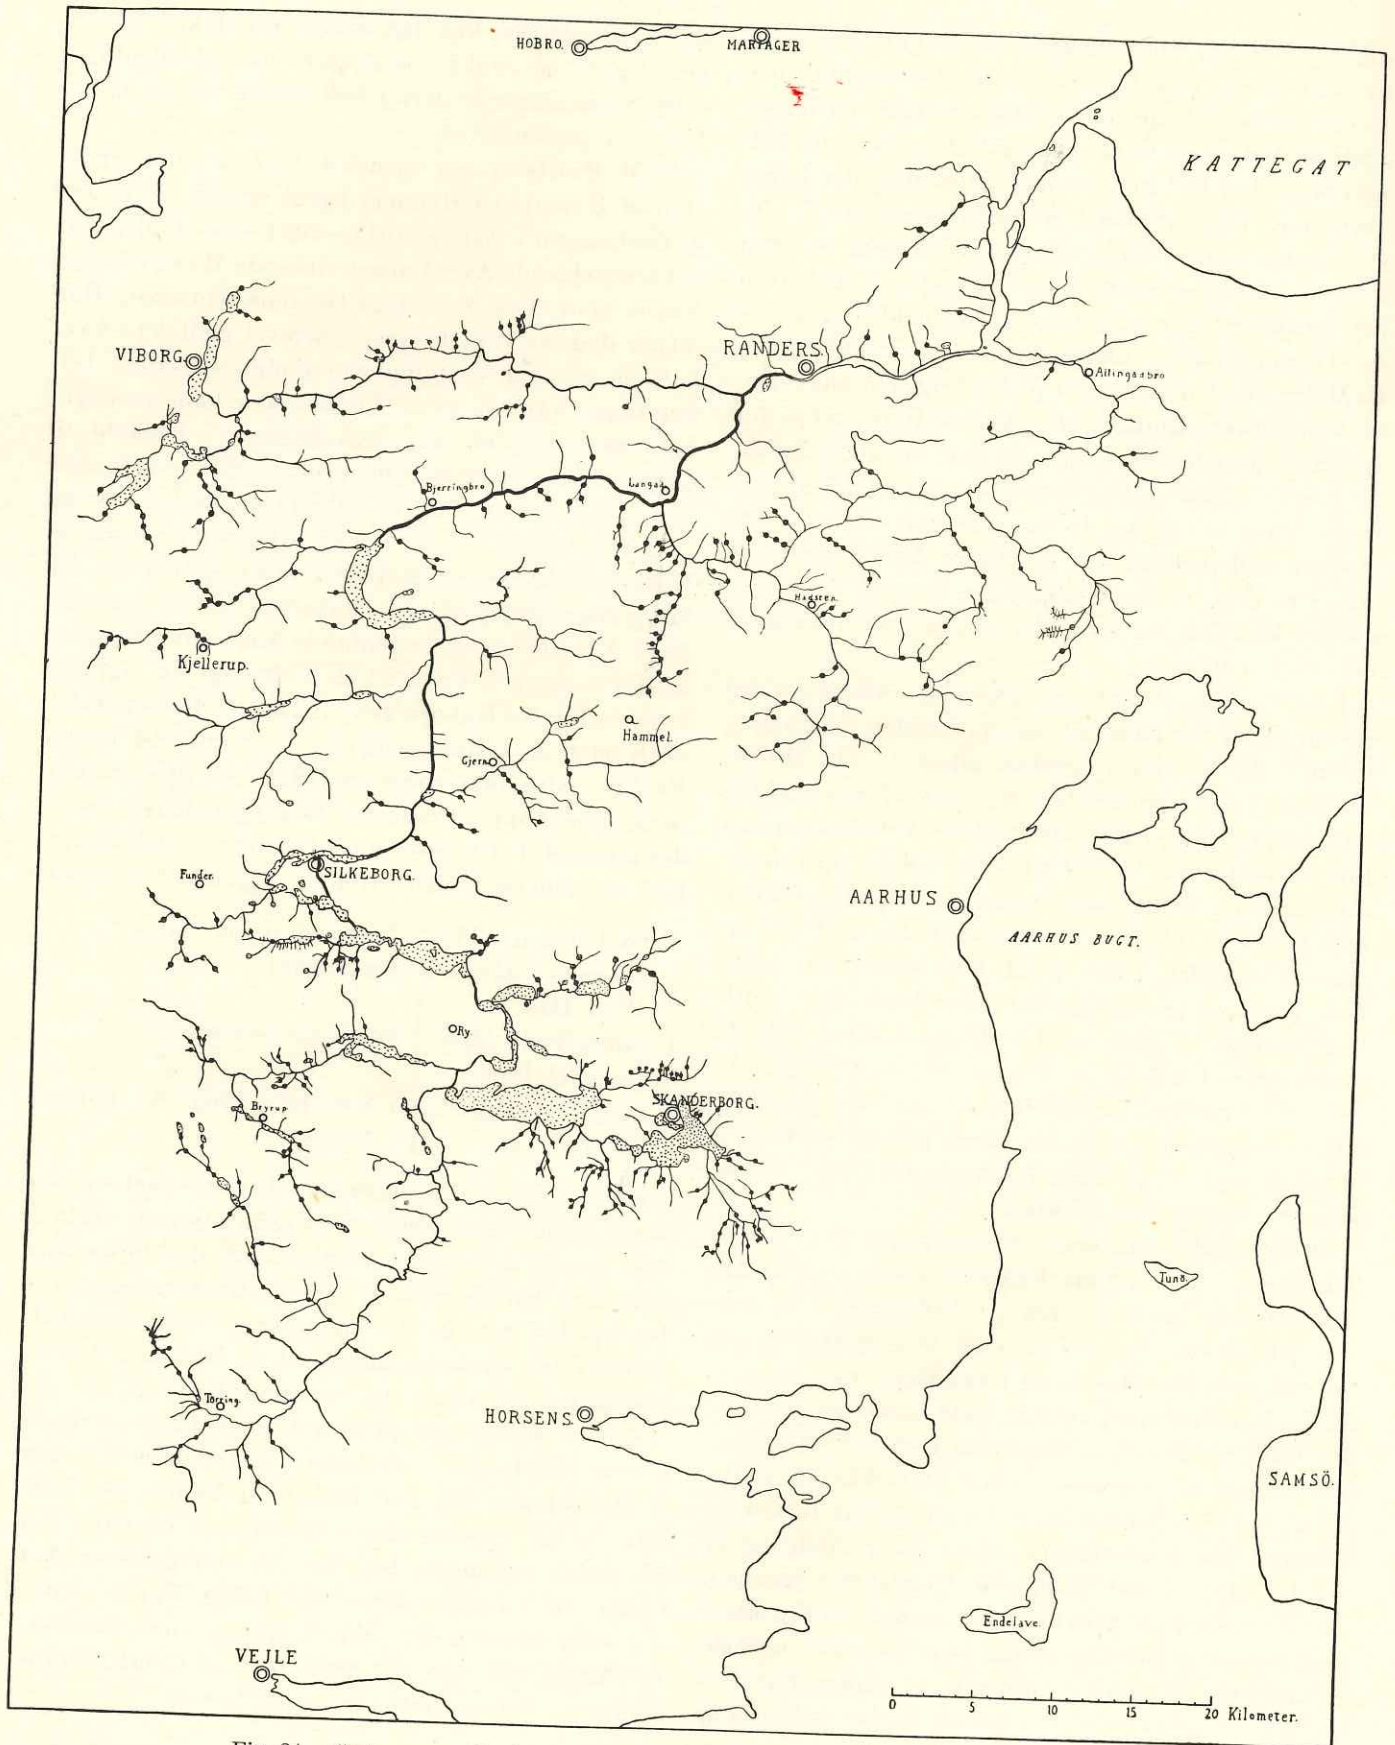 HOBRO.
MARIAGER
KATTEGAT
VIBORG.
RANDERS.
Allingaabro
Bjerringbro
Langaa
Hadsten.
Kjellerup.
Hammel.
Gjern
Funder.
SILKEBORG.
AARHUS
AARHUS BUGT.
Ry.
SKANDERBORG.
Bryrup.
Tunö.
Tørring.
HORSENS.
SAMSÖ.
Endelave.
VEJLE
0 5 10 15 20 Kilometer.